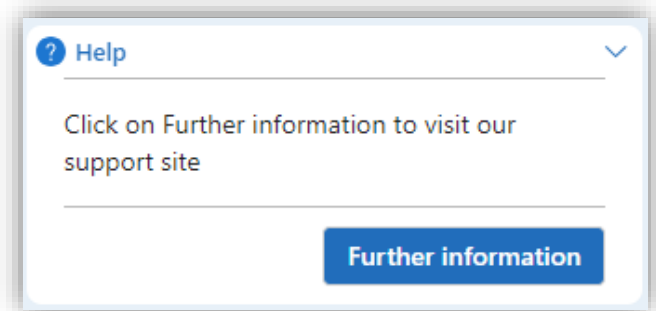 ? Help
Click on Further information to visit our
support site
Further information